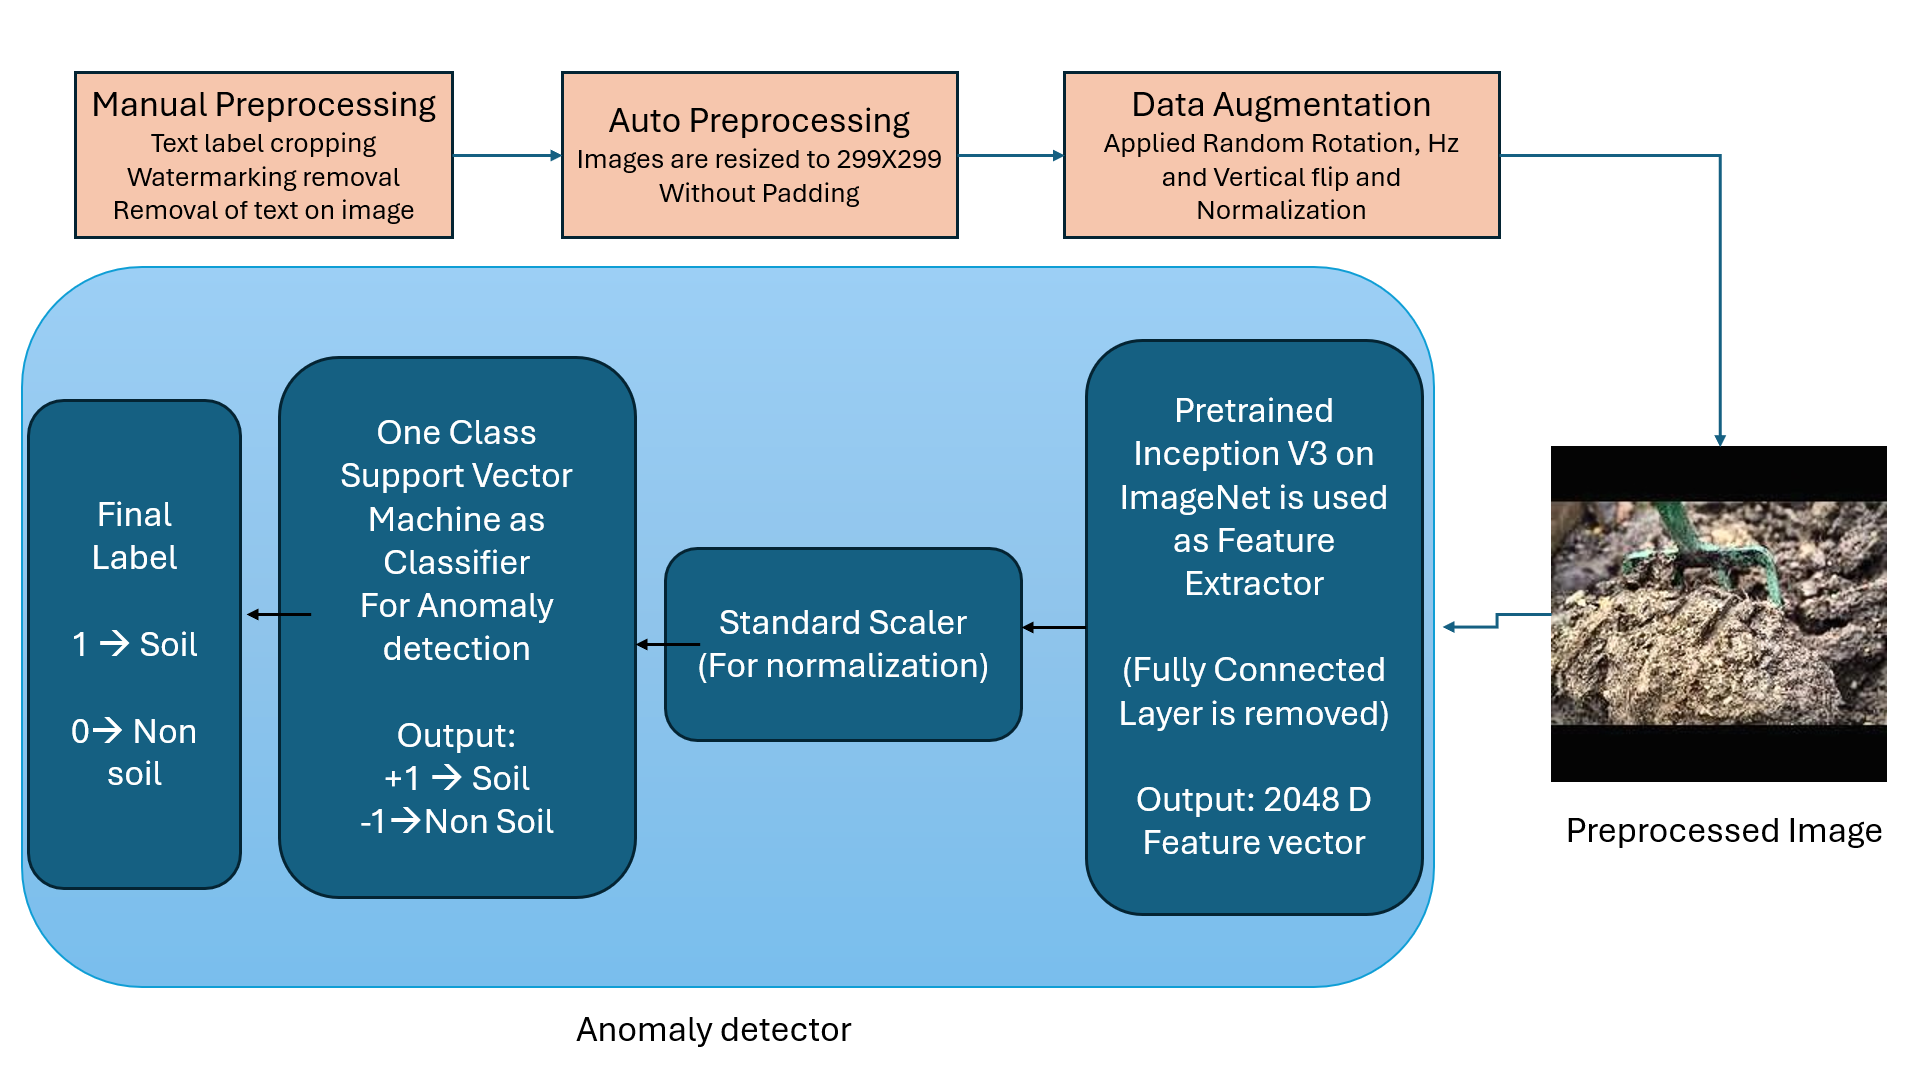 Manual Preprocessing
Text label cropping
Watermarking removal
Removal of text on image
Auto Preprocessing
Images are resized to 299X299
Without Padding
Data Augmentation
Applied Random Rotation, Hz
and Vertical flip and
Normalization
Preprocessed Image
Pretrained
Inception V3 on
ImageNet is used
as Feature
Extractor
(Fully Connected
Layer is removed)
Output: 2048 D
Feature vector
Standard Scaler
(For normalization)
One Class
Support Vector
Machine as
Classifier
For Anomaly
detection
Output:
+1 → Soil
-1→Non Soil
Final
Label
1 → Soil
0→ Non
soil
Anomaly detector